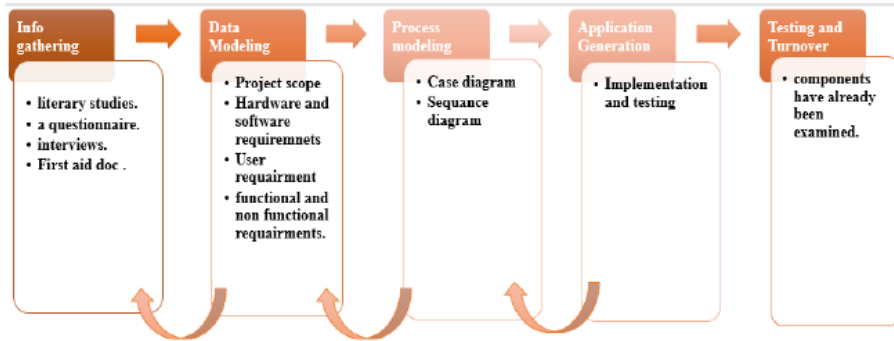 Info
gathering
• literary studies.
• a questionnaire.
• interviews.
• First aid doc .
Data
Modeling
• Project scope
• Hardware and
software
requiremnets
• User
requairment
• functional and
non functional
requairments.
Process
modeling
• Case diagram
• Sequance
diagram
Application
Generation
• Implementation
and testing
Testing and
Turnover
• components
have already
been
examined.